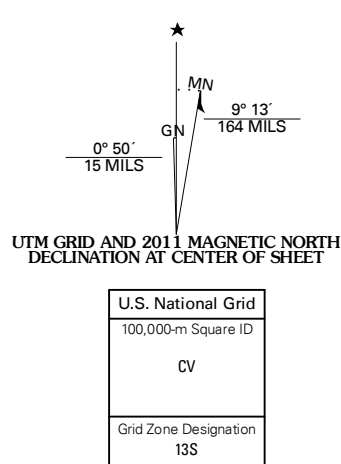 ★
MN
9° 13´
164 MILS
GN
0° 50´
15 MILS
UTM GRID AND 2011 MAGNETIC NORTH
DECLINATION AT CENTER OF SHEET
U.S. National Grid
100,000-m Square ID
CV
Grid Zone Designation
13S